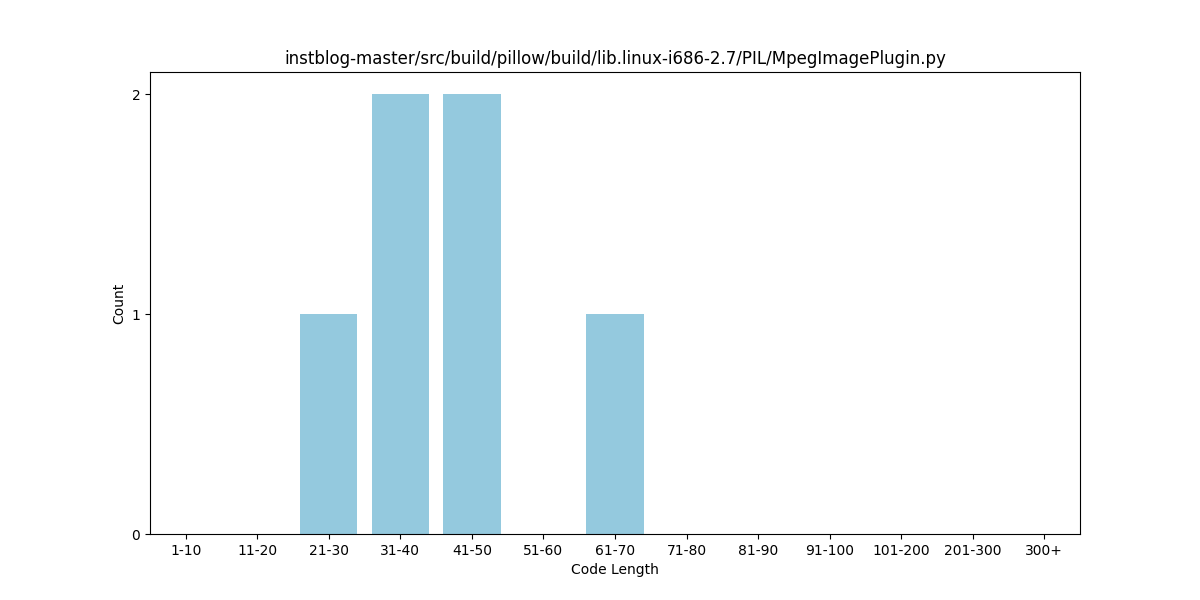 instblog-master/src/build/pillow/build/lib.linux-i686-2.7/PIL/MpegImagePlugin.py
2
1
0
Count
1-10 11-20 21-30 31-40 41-50 51-60 61-70 71-80 81-90 91-100 101-200 201-300 300+
Code Length